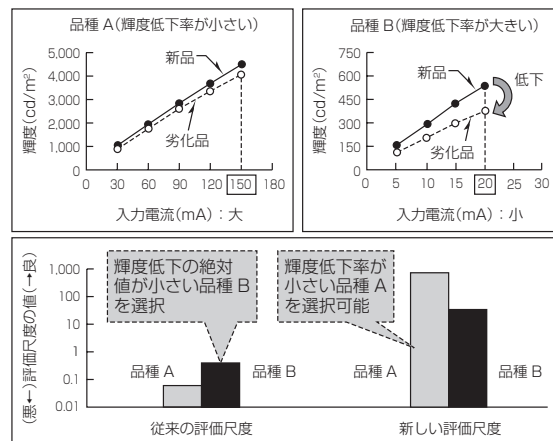 品種 A（輝度低下率が小さい）
5,000
4,000
3,000
2,000
1,000
0
輝度(cd/m²)
新品
劣化品
0 30 60 90 120 150 180
入力電流(mA)：大
品種 B（輝度低下率が大きい）
750
600
450
300
150
0
輝度(cd/m²)
新品
低下
劣化品
0 5 10 15 20 25 30
入力電流(mA)：小
(悪←)評価尺度の値(→良)
1,000
100
10
1
0.1
0.01
輝度低下の絶対
値が小さい品種 B
を選択
輝度低下率が
小さい品種 A
を選択可能
品種 A
品種 B
品種 A
品種 B
従来の評価尺度
新しい評価尺度